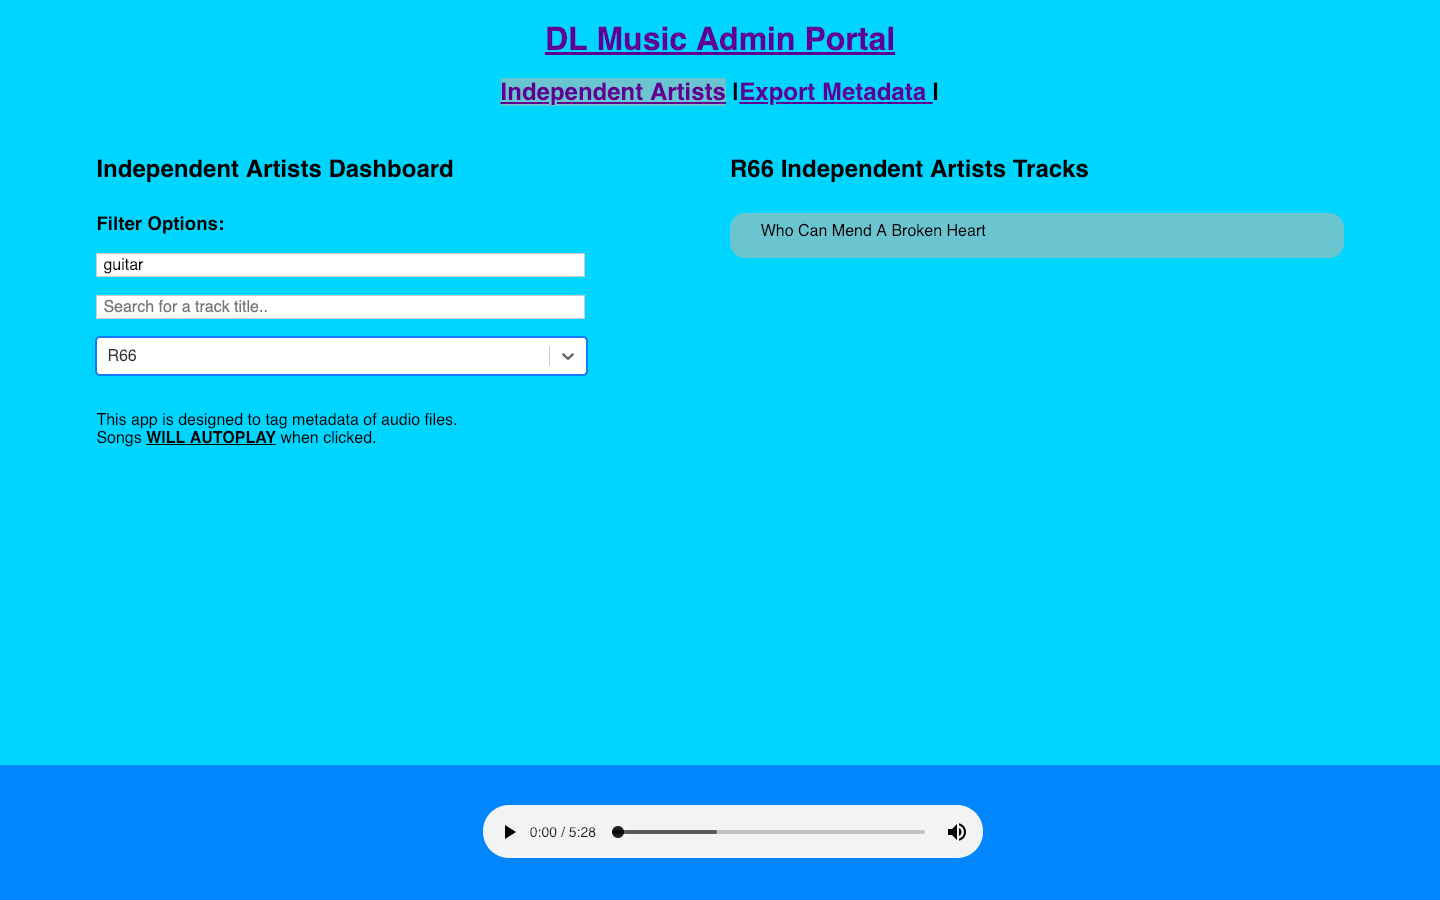 DL Music Admin Portal
Independent Artists | Export Metadata |
Independent Artists Dashboard
Filter Options:
guitar
Search for a track title..
R66
This app is designed to tag metadata of audio files.
Songs WILL AUTOPLAY when clicked.
R66 Independent Artists Tracks
Who Can Mend A Broken Heart
0:00 / 5:28